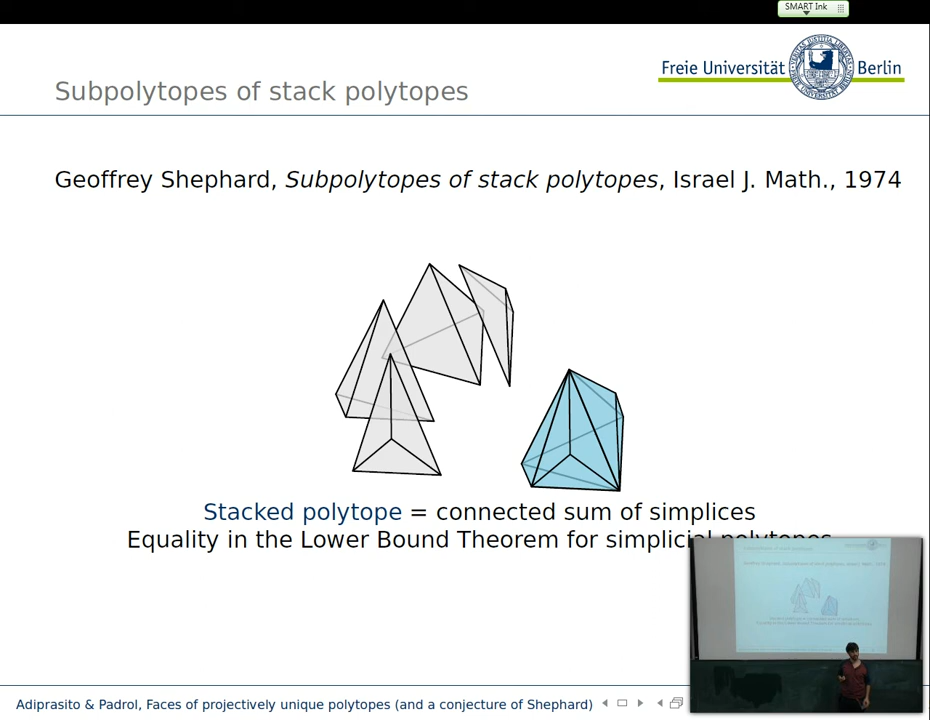 SMART Ink
Freie Universität Berlin
Subpolytopes of stack polytopes
Geoffrey Shephard, Subpolytopes of stack polytopes, Israel J. Math., 1974
Stacked polytope = connected sum of simplices
Equality in the Lower Bound Theorem for simplicial polytopes
Adiprasito & Padrol, Faces of projectively unique polytopes (and a conjecture of Shephard)